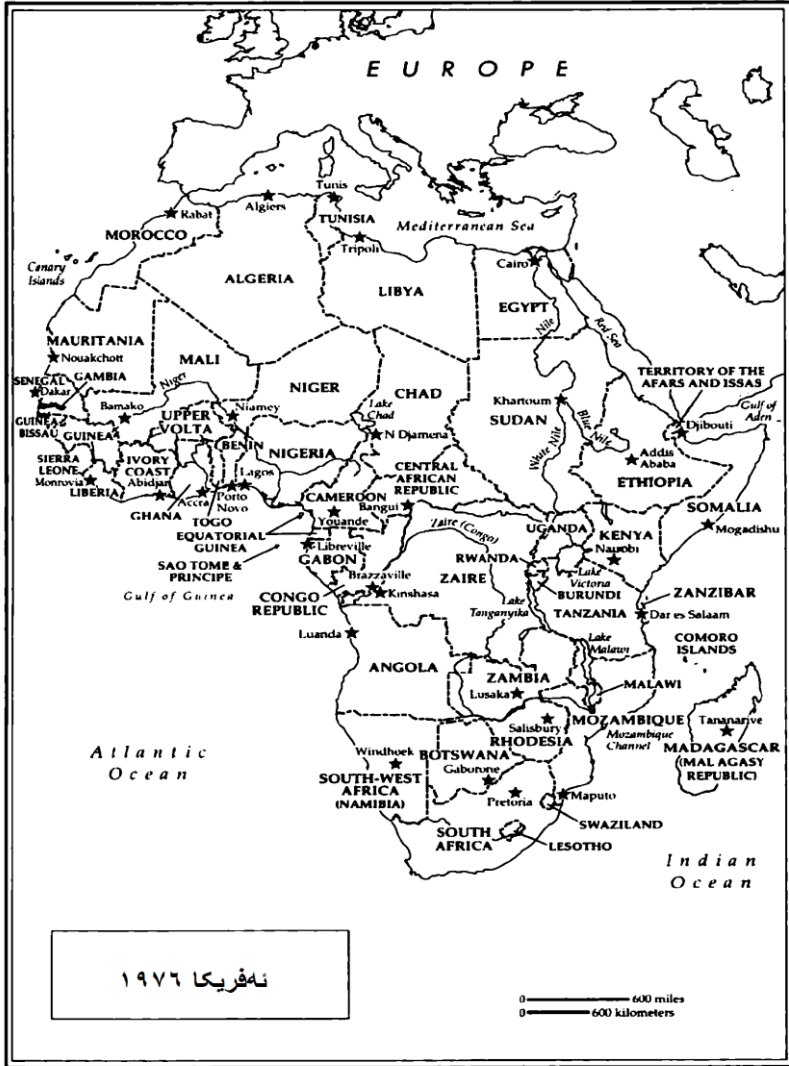 EUROPE
Tunis
Algiers
Rabat
TUNISIA
Mediterranean Sea
MOROCCO
Tripoli
Canary
Islands
Cairo
ALGERIA
LIBYA
EGYPT
Nile
Red Sea
MAURITANIA
Nouakchott
MALI
NIGER
CHAD
TERRITORY OF THE
AFARS AND ISSAS
SENEGAL
GAMBIA
Dakar
Niger
Niamey
Lake
Chad
Khartoum
SUDAN
Gulf of
Aden
Djibouti
GUINEA
BISSAU
GUINEA
Bamako
UPPER
VOLTA
BENIN
N Djamena
White Nile
Blue Nile
Addis
Ababa
SIERRA
LEONE
IVORY
COAST
NIGERIA
Lagos
CENTRAL
AFRICAN
REPUBLIC
ETHIOPIA
Monrovia
LIBERIA
Abidjan
Accra
Porto
Novo
CAMEROON
Bangui
SOMALIA
GHANA
TOGO
Youande
Mogadishu
EQUATORIAL
GUINEA
Zaire (Congo)
UGANDA
KENYA
Nairobi
Libreville
GABON
SAO TOME &
PRINCIPE
RWANDA
Brazzaville
ZAIRE
Lake
Victoria
BURUNDI
ZANZIBAR
Gulf of Guinea
CONGO
REPUBLIC
Kinshasa
Lake
Tanganyika
TANZANIA
Dar es Salaam
Luanda
Lake
Malawi
COMORO
ISLANDS
ANGOLA
ZAMBIA
MALAWI
Lusaka
MOZAMBIQUE
Tananarive
Salisbury
RHODESIA
Mozambique
Channel
MADAGASCAR
(MALAGASY
REPUBLIC)
Atlantic
Ocean
Windhoek
BOTSWANA
Gaborone
SOUTH-WEST
AFRICA
(NAMIBIA)
Pretoria
Maputo
SWAZILAND
SOUTH
AFRICA
LESOTHO
Indian
Ocean
ئەفریکا ١٩٧٦
0 600 miles
0 600 kilometers